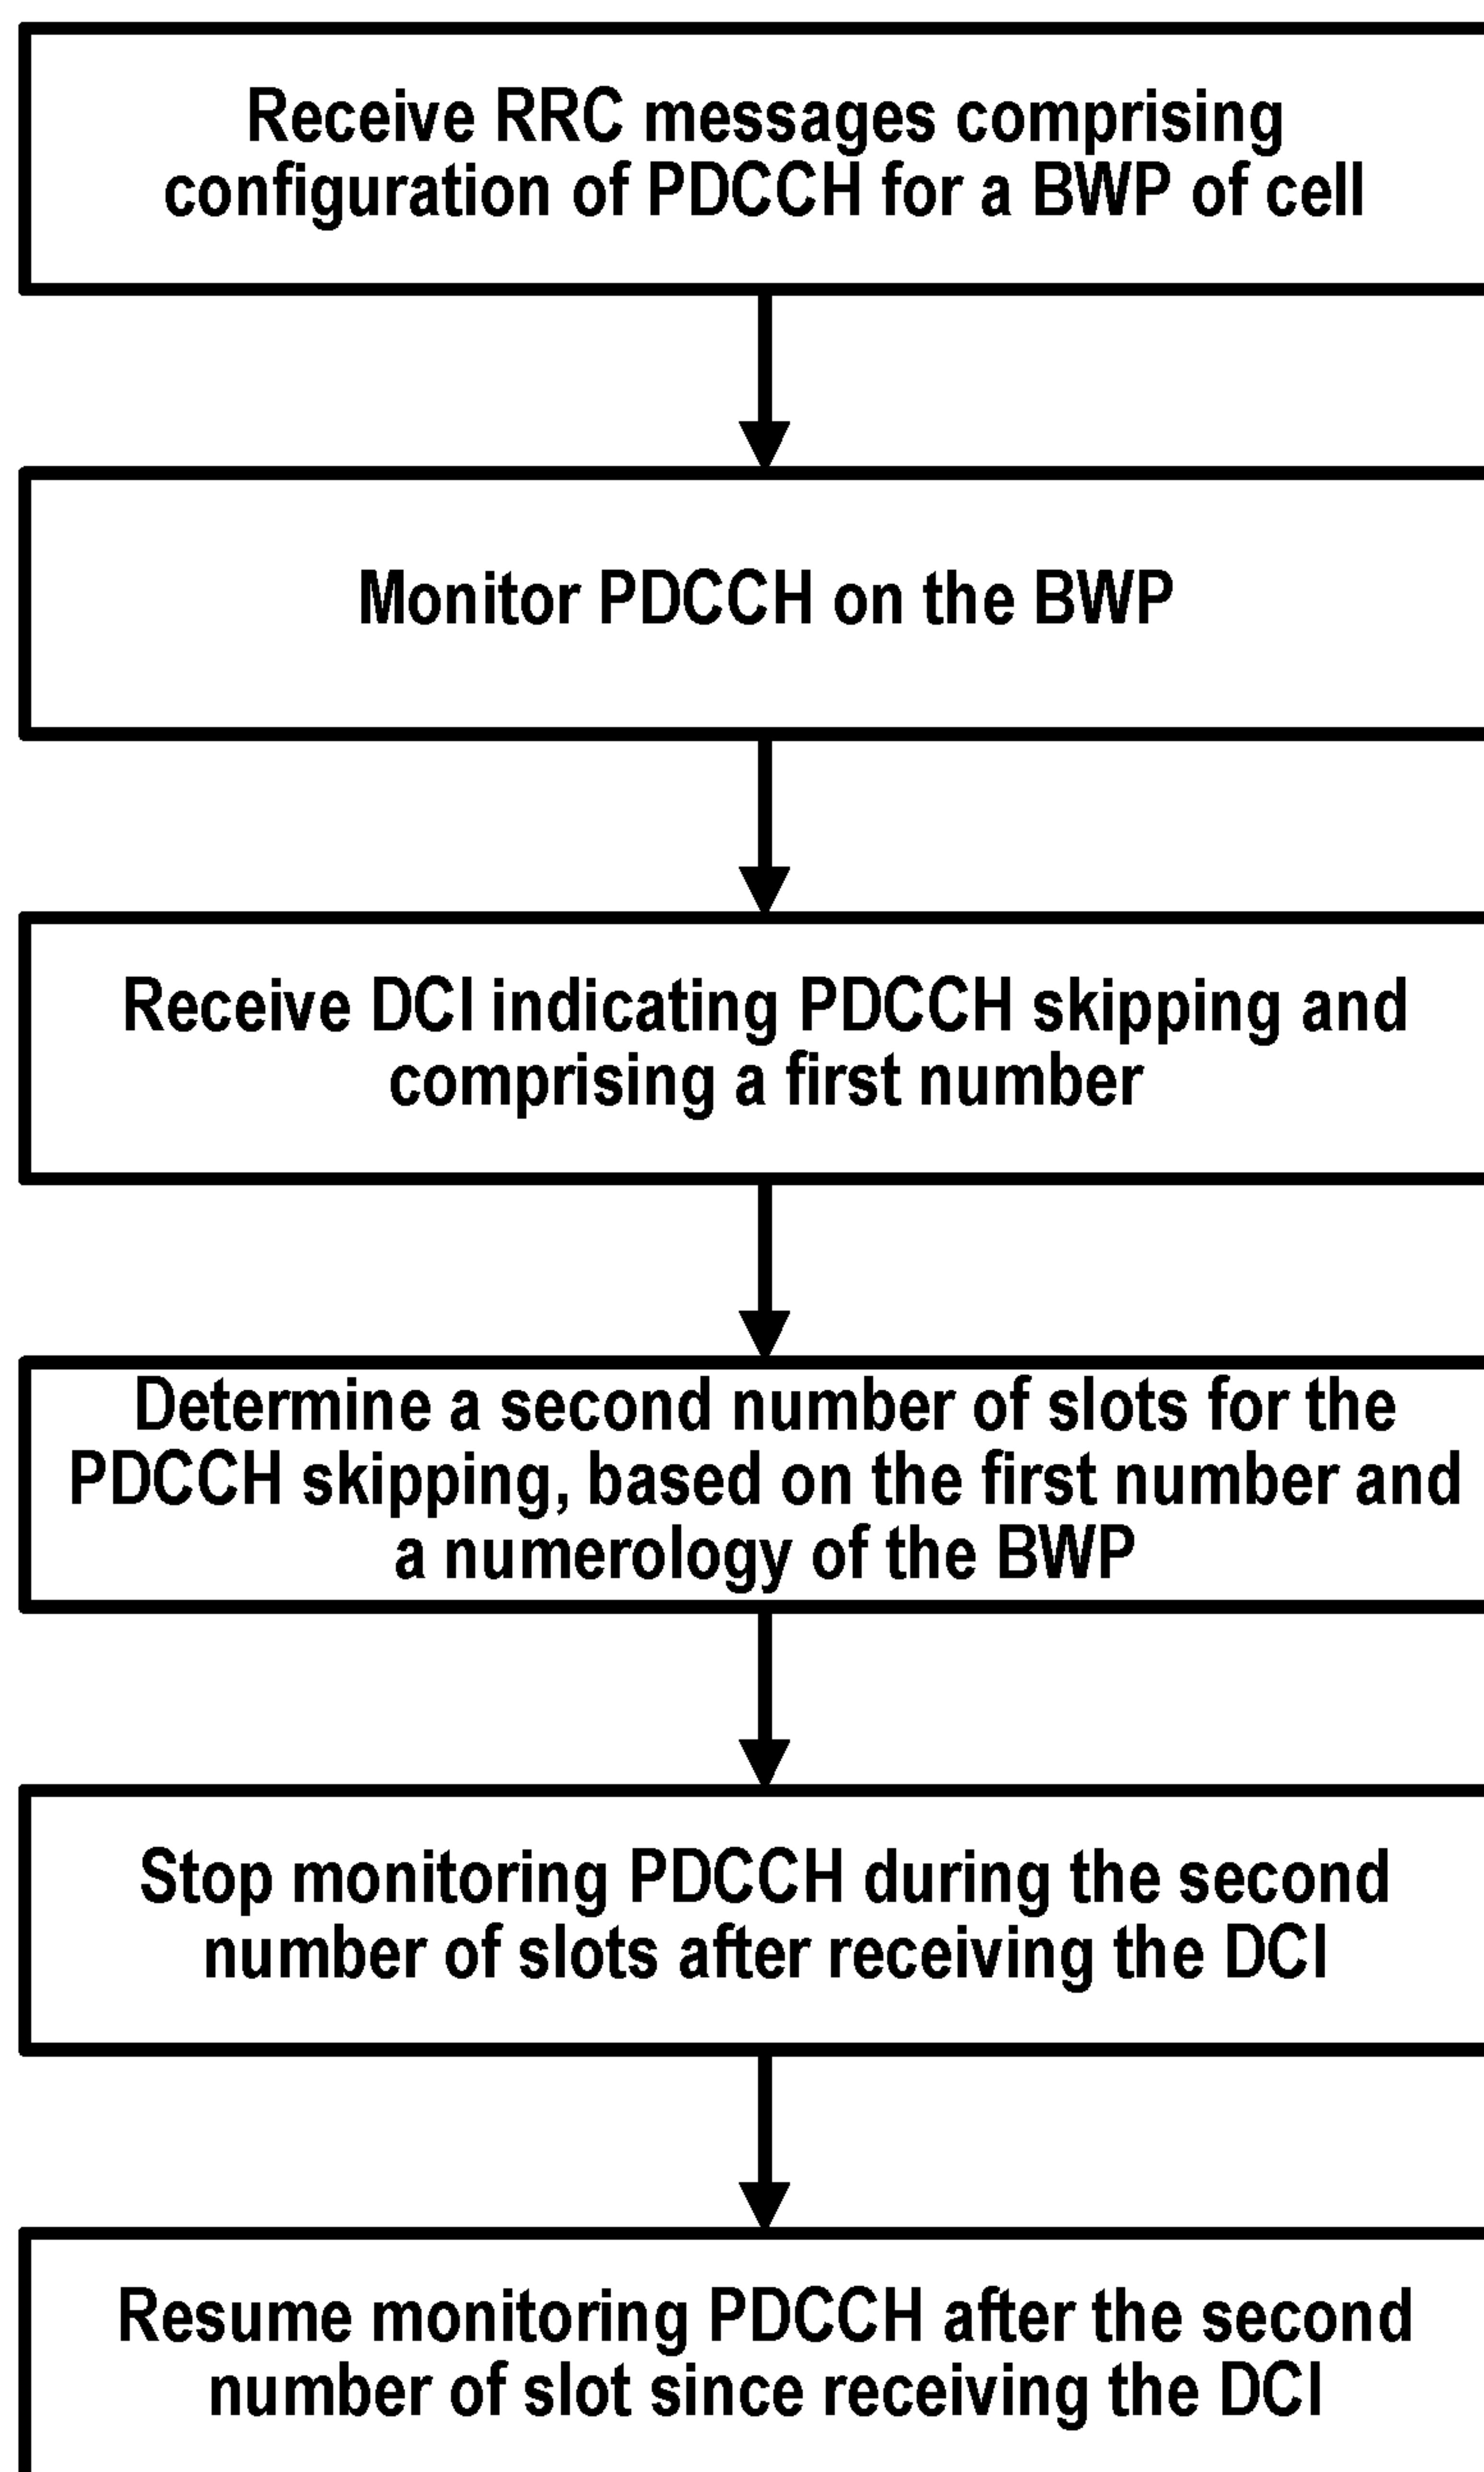 Receive RRC messages comprising
configuration of PDCCH for a BWP of cell
Monitor PDCCH on the BWP
Receive DCI indicating PDCCH skipping and
comprising a first number
Determine a second number of slots for the
PDCCH skipping, based on the first number and
a numerology of the BWP
Stop monitoring PDCCH during the second
number of slots after receiving the DCI
Resume monitoring PDCCH after the second
number of slot since receiving the DCI